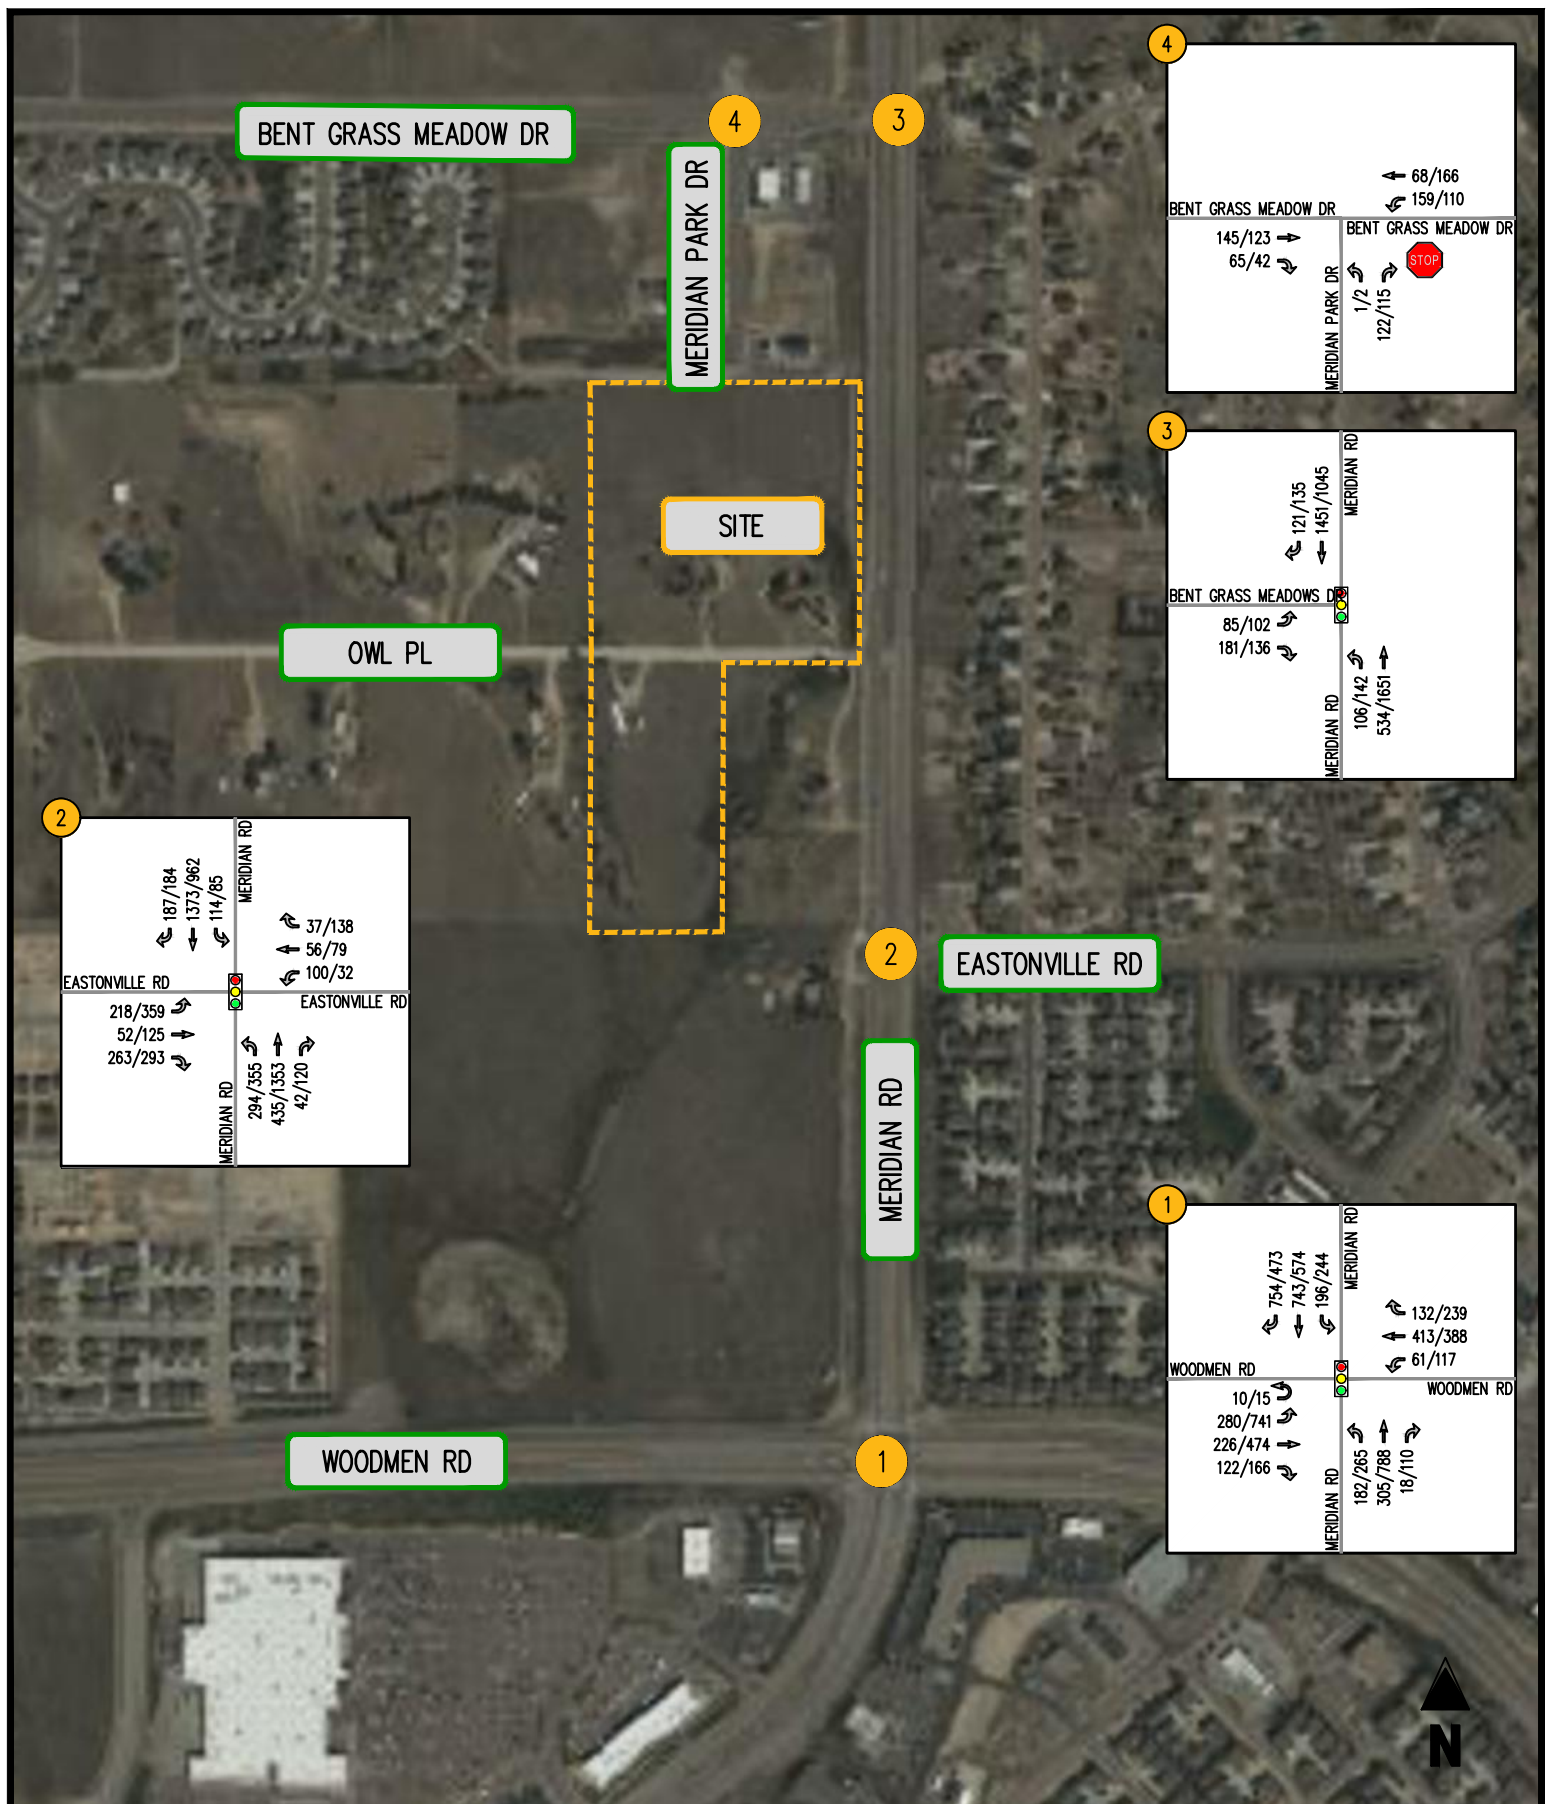 BENT GRASS MEADOW DR
4
3
MERIDIAN PARK DR
SITE
OWL PL
2
EASTONVILLE RD
MERIDIAN RD
WOODMEN RD
1
4
68/166
159/110
BENT GRASS MEADOW DR
BENT GRASS MEADOW DR
145/123
65/42
STOP
1/2
122/115
MERIDIAN PARK DR
3
MERIDIAN RD
121/135
1451/1045
BENT GRASS MEADOWS DR
85/102
181/136
106/142
534/1651
MERIDIAN RD
2
MERIDIAN RD
187/184
1373/962
114/85
37/138
56/79
100/32
EASTONVILLE RD
EASTONVILLE RD
218/359
52/125
263/293
294/355
435/1353
42/120
MERIDIAN RD
1
MERIDIAN RD
754/473
743/574
196/244
132/239
413/388
61/117
WOODMEN RD
WOODMEN RD
10/15
280/741
226/474
122/166
182/265
305/788
18/110
MERIDIAN RD
N